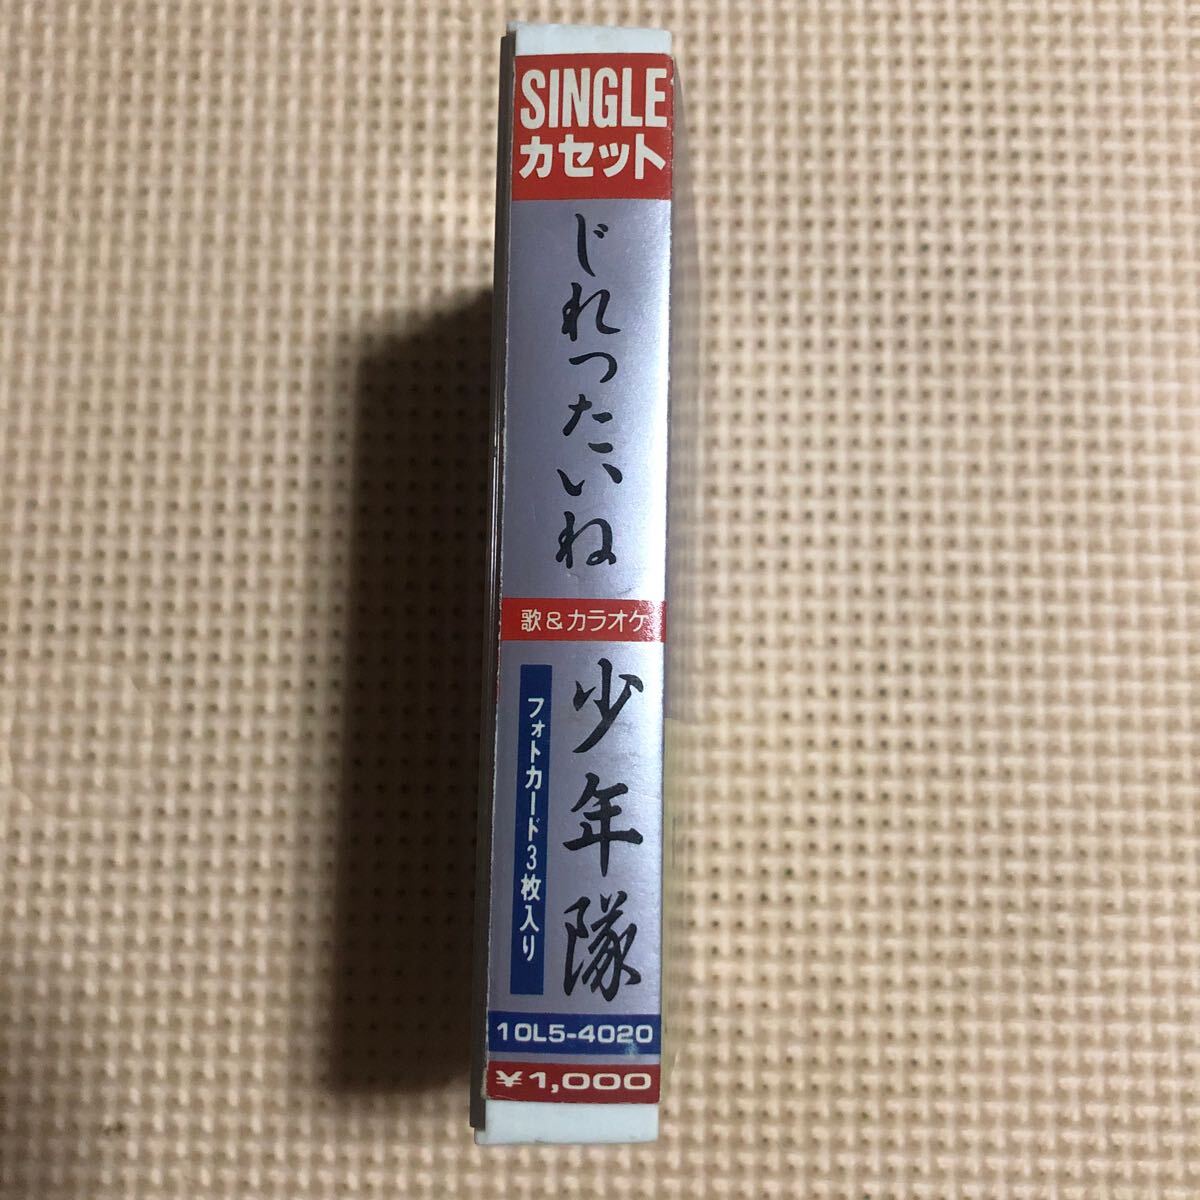 SINGLE
カセット
じれったいね
歌&カラオケ
少年隊
フォトカード3枚入り
10L5-4020
¥1,000